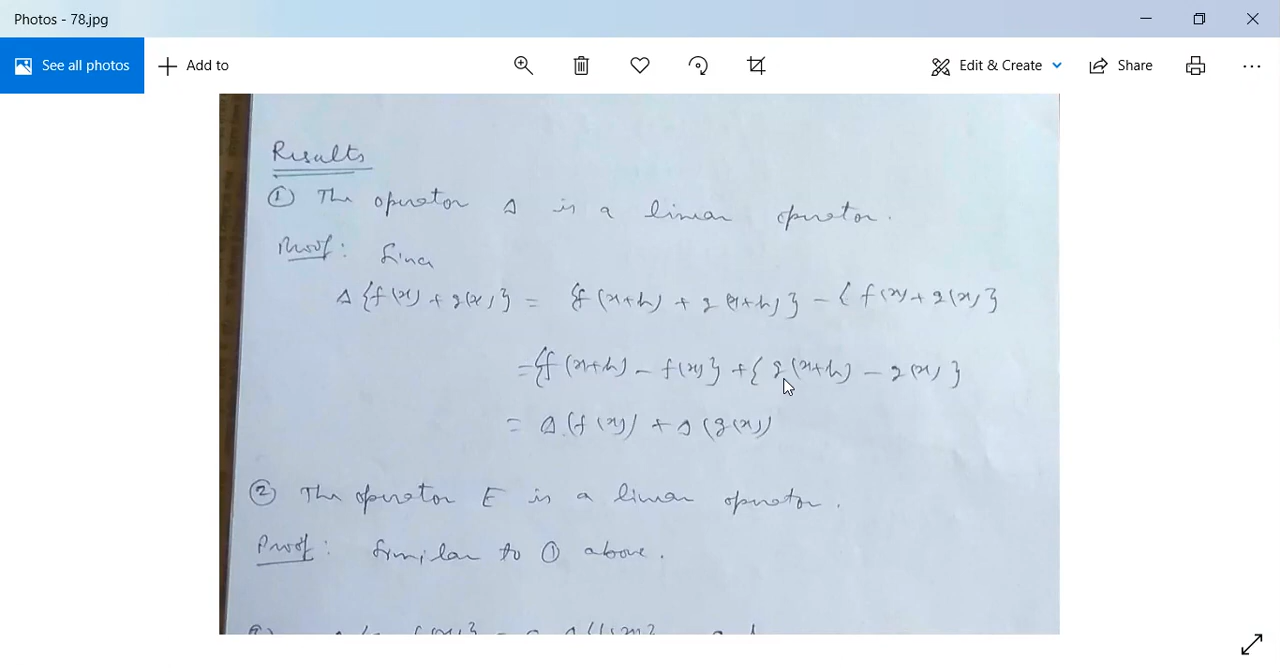 Photos - 78.jpg
See all photos
Add to
Edit & Create
Share
Results
① The operator Δ is a linear operator.
Proof: Since
Δ{f(x) + g(x)} = {f(x+h) + g(x+h)} - {f(x) + g(x)}
= {f(x+h) - f(x)} + {g(x+h) - g(x)}
= Δ(f(x)) + Δ(g(x))
② The operator E is a linear operator.
Proof: Similar to ① above.